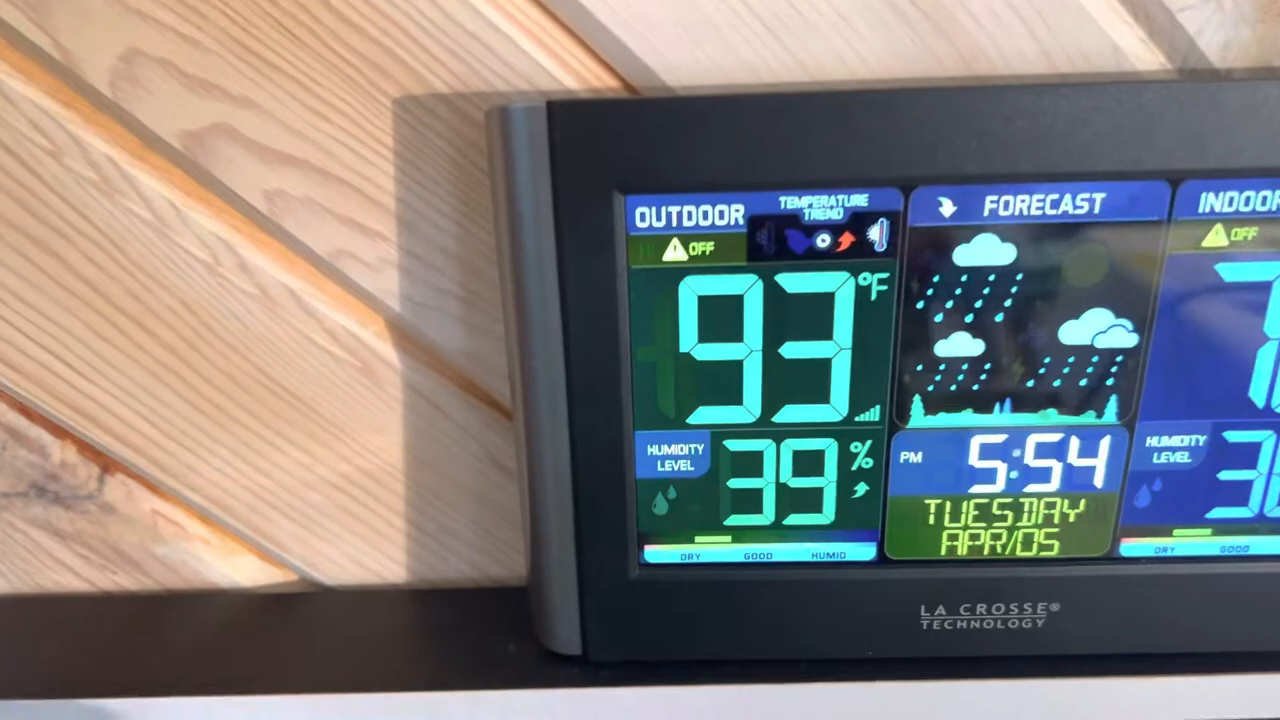 OUTDOOR
TEMPERATURE
TREND
OFF
93 °F
HUMIDITY
LEVEL
39 %
DRY GOOD HUMID
FORECAST
PM 5:54
TUESDAY
APR/05
INDOOR
OFF
7
HUMIDITY
LEVEL
DRY GOOD
LA CROSSE®
TECHNOLOGY